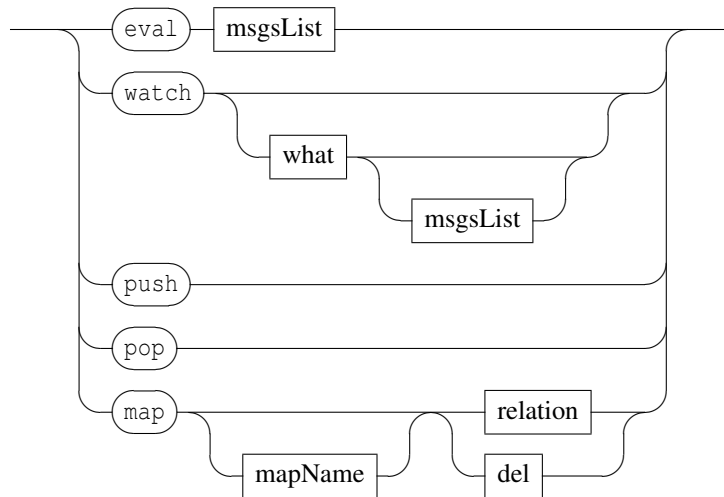 eval msgsList
watch
what
msgsList
push
pop
map relation
mapName del